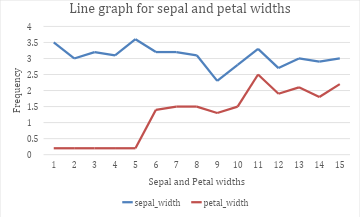 Line graph for sepal and petal widths
4
3.5
3
2.5
2
1.5
1
0.5
0
Frequency
1 2 3 4 5 6 7 8 9 10 11 12 13 14 15
Sepal and Petal widths
sepal_width petal_width